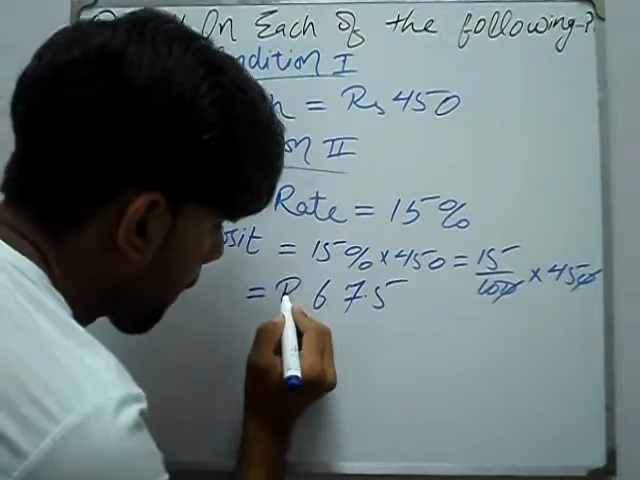 On Each of the following:-?
Condition I
= Rs 450
II
Rate = 15%
= 15% × 450 = 15/100 × 450
= R 67.5